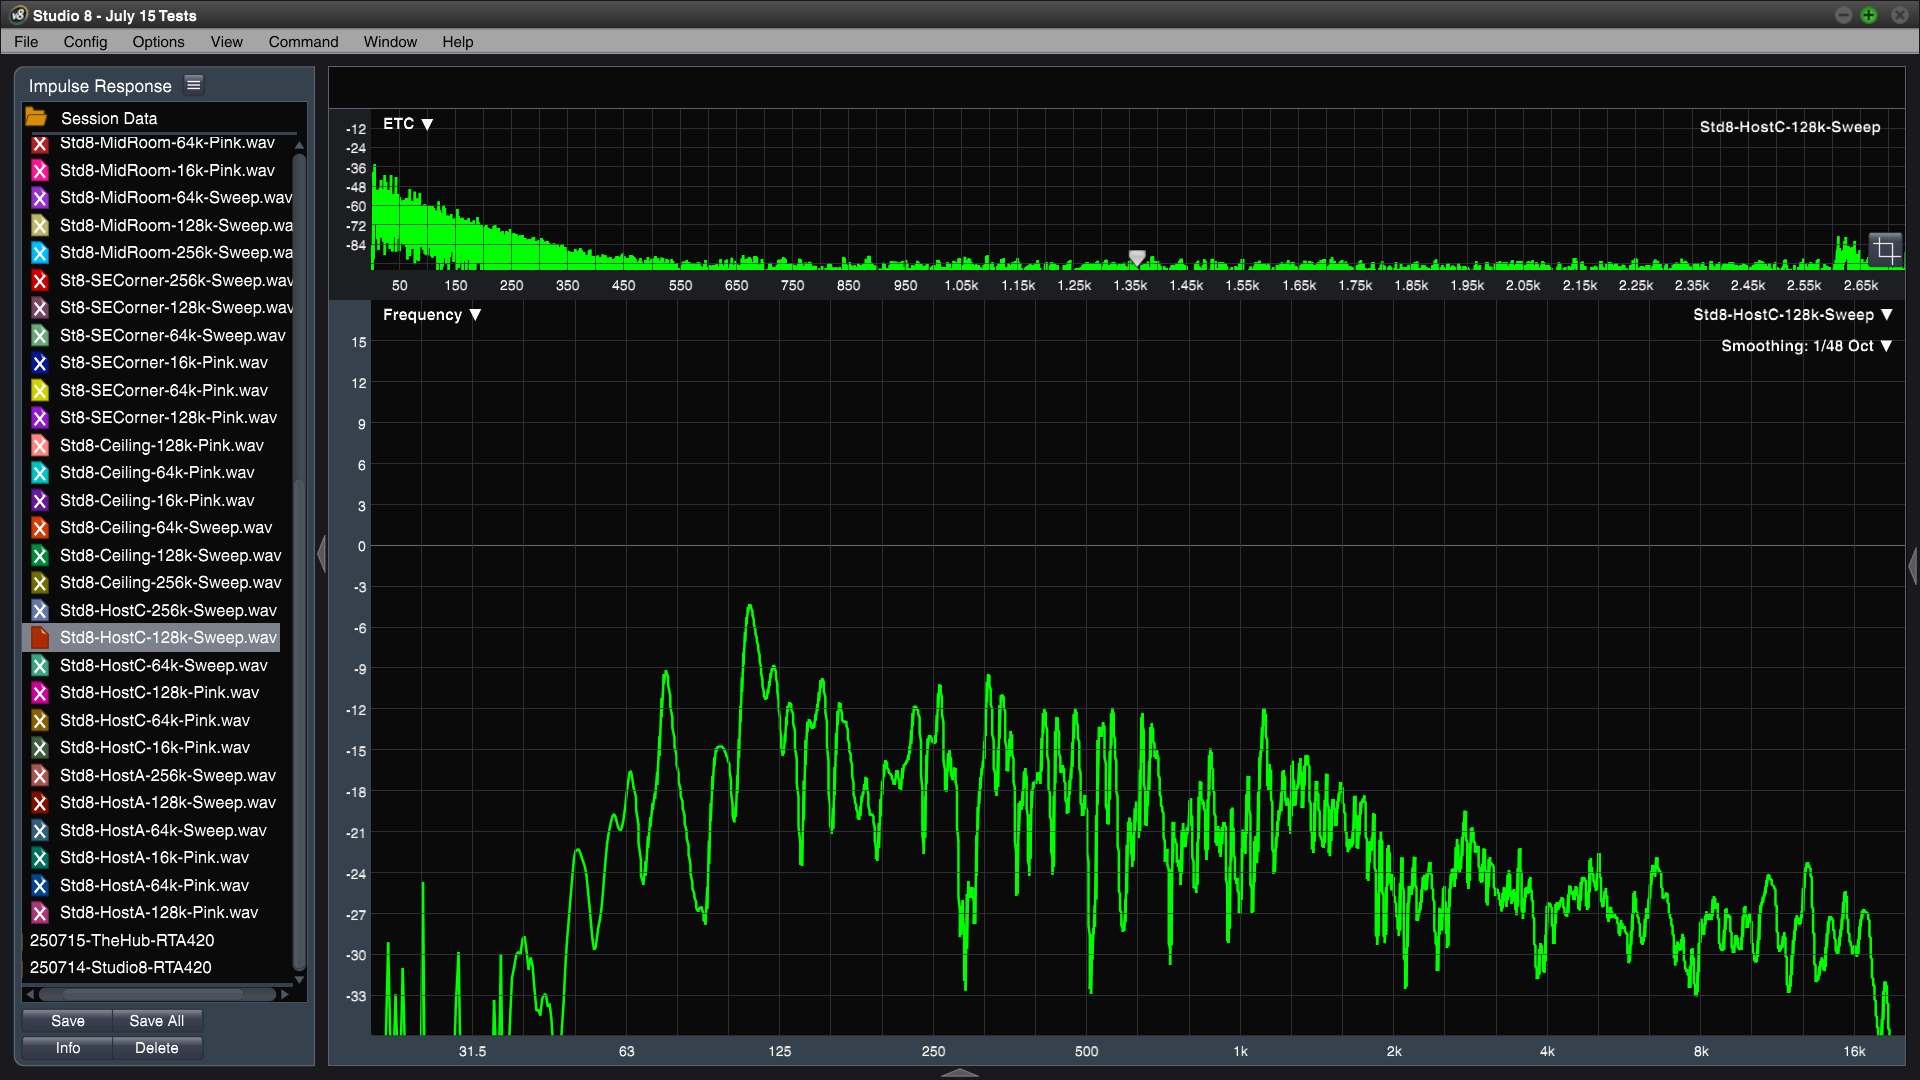 Studio 8 - July 15 Tests
File Config Options View Command Window Help
Impulse Response
Session Data
Std8-MidRoom-64k-Pink.wav
Std8-MidRoom-16k-Pink.wav
Std8-MidRoom-64k-Sweep.wav
Std8-MidRoom-128k-Sweep.wa
Std8-MidRoom-256k-Sweep.wa
St8-SECorner-256k-Sweep.wav
St8-SECorner-128k-Sweep.wav
St8-SECorner-64k-Sweep.wav
St8-SECorner-16k-Pink.wav
St8-SECorner-64k-Pink.wav
St8-SECorner-128k-Pink.wav
Std8-Ceiling-128k-Pink.wav
Std8-Ceiling-64k-Pink.wav
Std8-Ceiling-16k-Pink.wav
Std8-Ceiling-64k-Sweep.wav
Std8-Ceiling-128k-Sweep.wav
Std8-Ceiling-256k-Sweep.wav
Std8-HostC-256k-Sweep.wav
Std8-HostC-128k-Sweep.wav
Std8-HostC-64k-Sweep.wav
Std8-HostC-128k-Pink.wav
Std8-HostC-64k-Pink.wav
Std8-HostC-16k-Pink.wav
Std8-HostA-256k-Sweep.wav
Std8-HostA-128k-Sweep.wav
Std8-HostA-64k-Sweep.wav
Std8-HostA-16k-Pink.wav
Std8-HostA-64k-Pink.wav
Std8-HostA-128k-Pink.wav
250715-TheHub-RTA420
250714-Studio8-RTA420
Save Save All
Info Delete
ETC ▼
Std8-HostC-128k-Sweep
-12
-24
-36
-48
-60
-72
-84
50 150 250 350 450 550 650 750 850 950 1.05k 1.15k 1.25k 1.35k 1.45k 1.55k 1.65k 1.75k 1.85k 1.95k 2.05k 2.15k 2.25k 2.35k 2.45k 2.55k 2.65k
Frequency ▼
Std8-HostC-128k-Sweep ▼
Smoothing: 1/48 Oct ▼
15
12
9
6
3
0
-3
-6
-9
-12
-15
-18
-21
-24
-27
-30
-33
31.5 63 125 250 500 1k 2k 4k 8k 16k